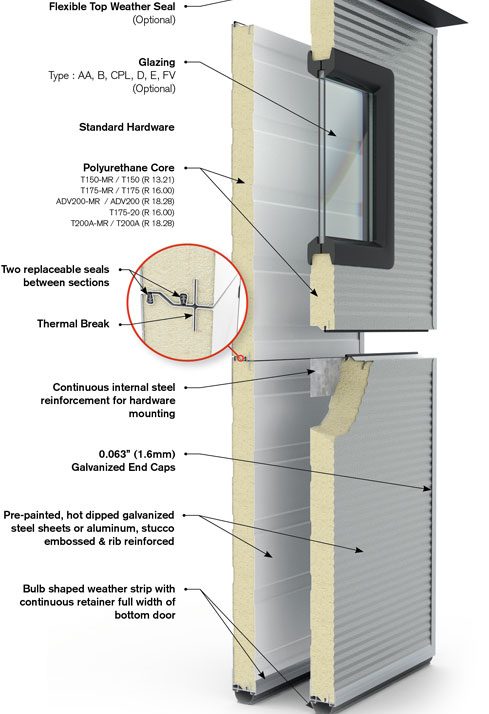 Flexible Top Weather Seal
(Optional)
Glazing
Type : AA, B, CPL, D, E, FV
(Optional)
Standard Hardware
Polyurethane Core
T150-MR / T150 (R 13.21)
T175-MR / T175 (R 16.00)
ADV200-MR / ADV200 (R 18.28)
T175-20 (R 16.00)
T200A-MR / T200A (R 18.28)
Two replaceable seals
between sections
Thermal Break
Continuous internal steel
reinforcement for hardware
mounting
0.063” (1.6mm)
Galvanized End Caps
Pre-painted, hot dipped galvanized
steel sheets or aluminum, stucco
embossed & rib reinforced
Bulb shaped weather strip with
continuous retainer full width of
bottom door